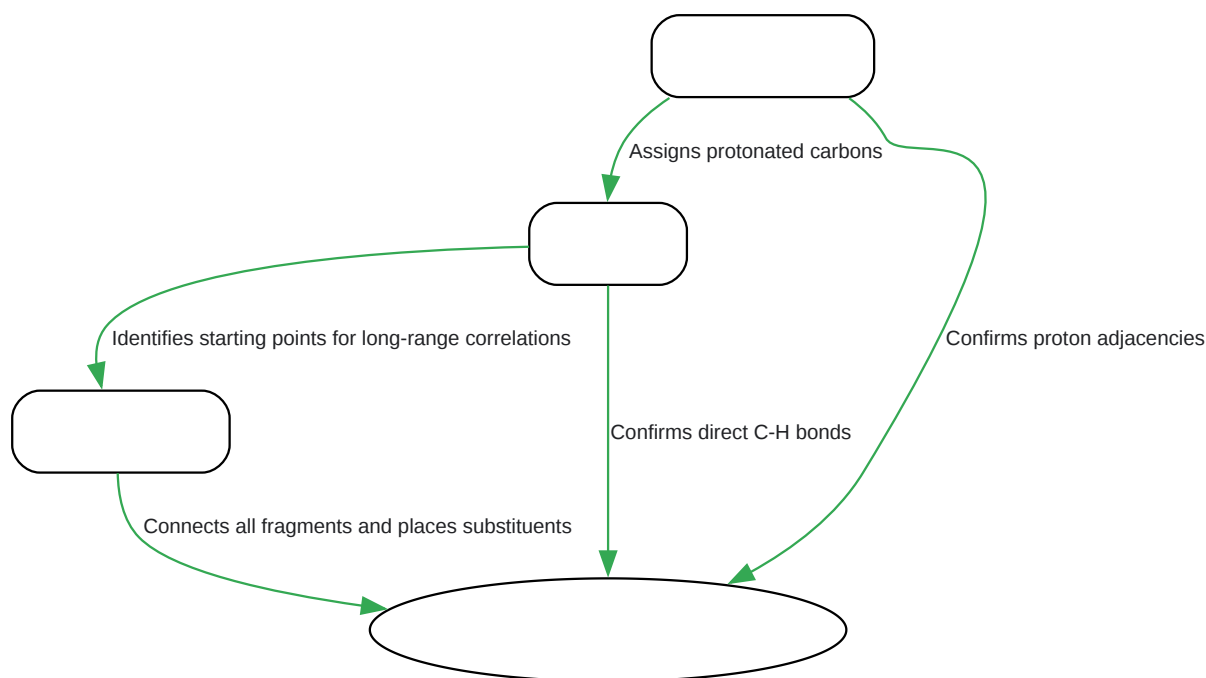 Assigns protonated carbons
Identifies starting points for long-range correlations
Confirms proton adjacencies
Confirms direct C-H bonds
Connects all fragments and places substituents